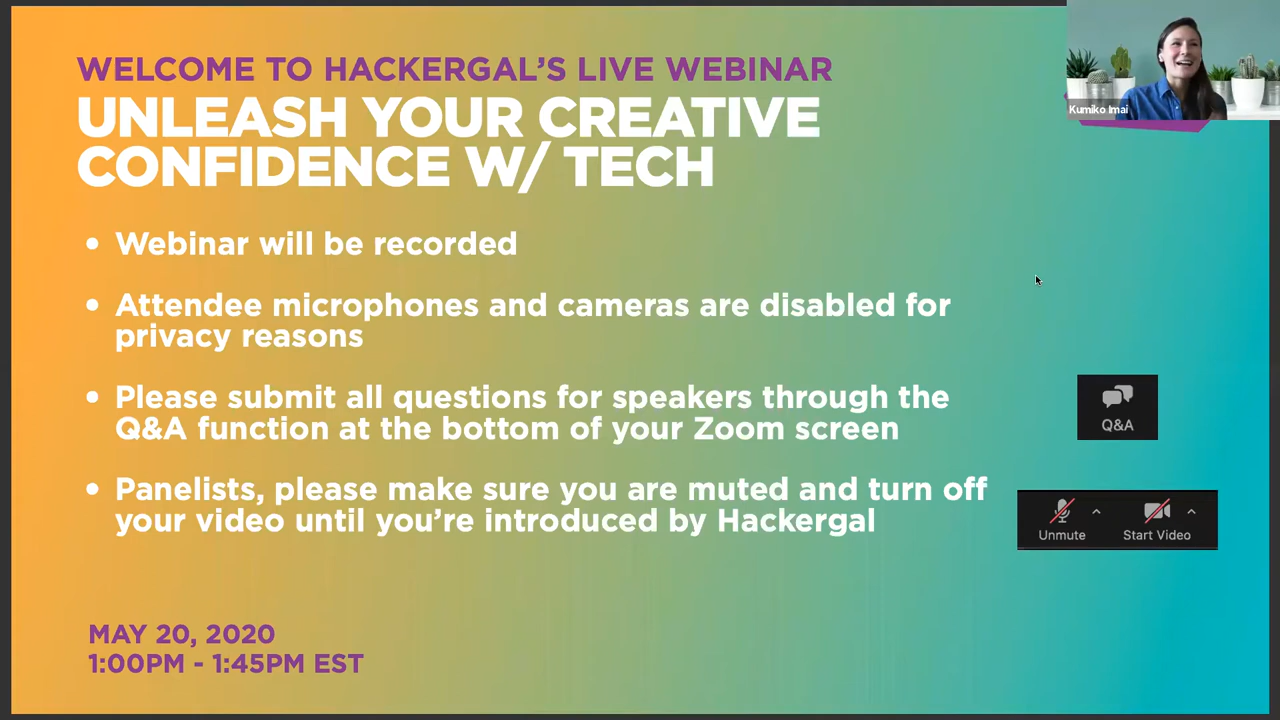 WELCOME TO HACKERGAL’S LIVE WEBINAR
UNLEASH YOUR CREATIVE
CONFIDENCE W/ TECH
Kumiko Imai
• Webinar will be recorded
• Attendee microphones and cameras are disabled for
privacy reasons
• Please submit all questions for speakers through the
Q&A function at the bottom of your Zoom screen
Q&A
• Panelists, please make sure you are muted and turn off
your video until you’re introduced by Hackergal
Unmute
Start Video
MAY 20, 2020
1:00PM - 1:45PM EST